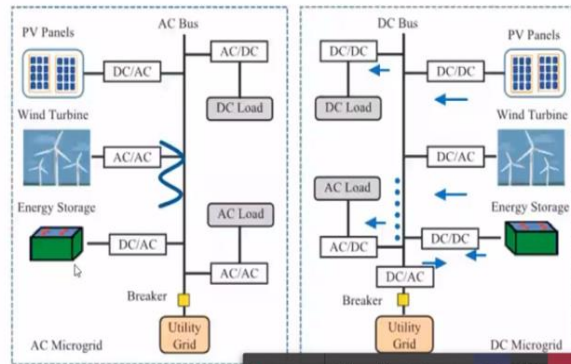 AC Bus
PV Panels
AC/DC
DC/AC
DC Load
Wind Turbine
AC/AC
AC Load
Energy Storage
DC/AC
AC/AC
Breaker
Utility
Grid
AC Microgrid
DC Bus
DC/DC
PV Panels
DC/DC
DC Load
Wind Turbine
DC/AC
AC Load
Energy Storage
AC/DC
DC/DC
DC/AC
Breaker
Utility
Grid
DC Microgrid